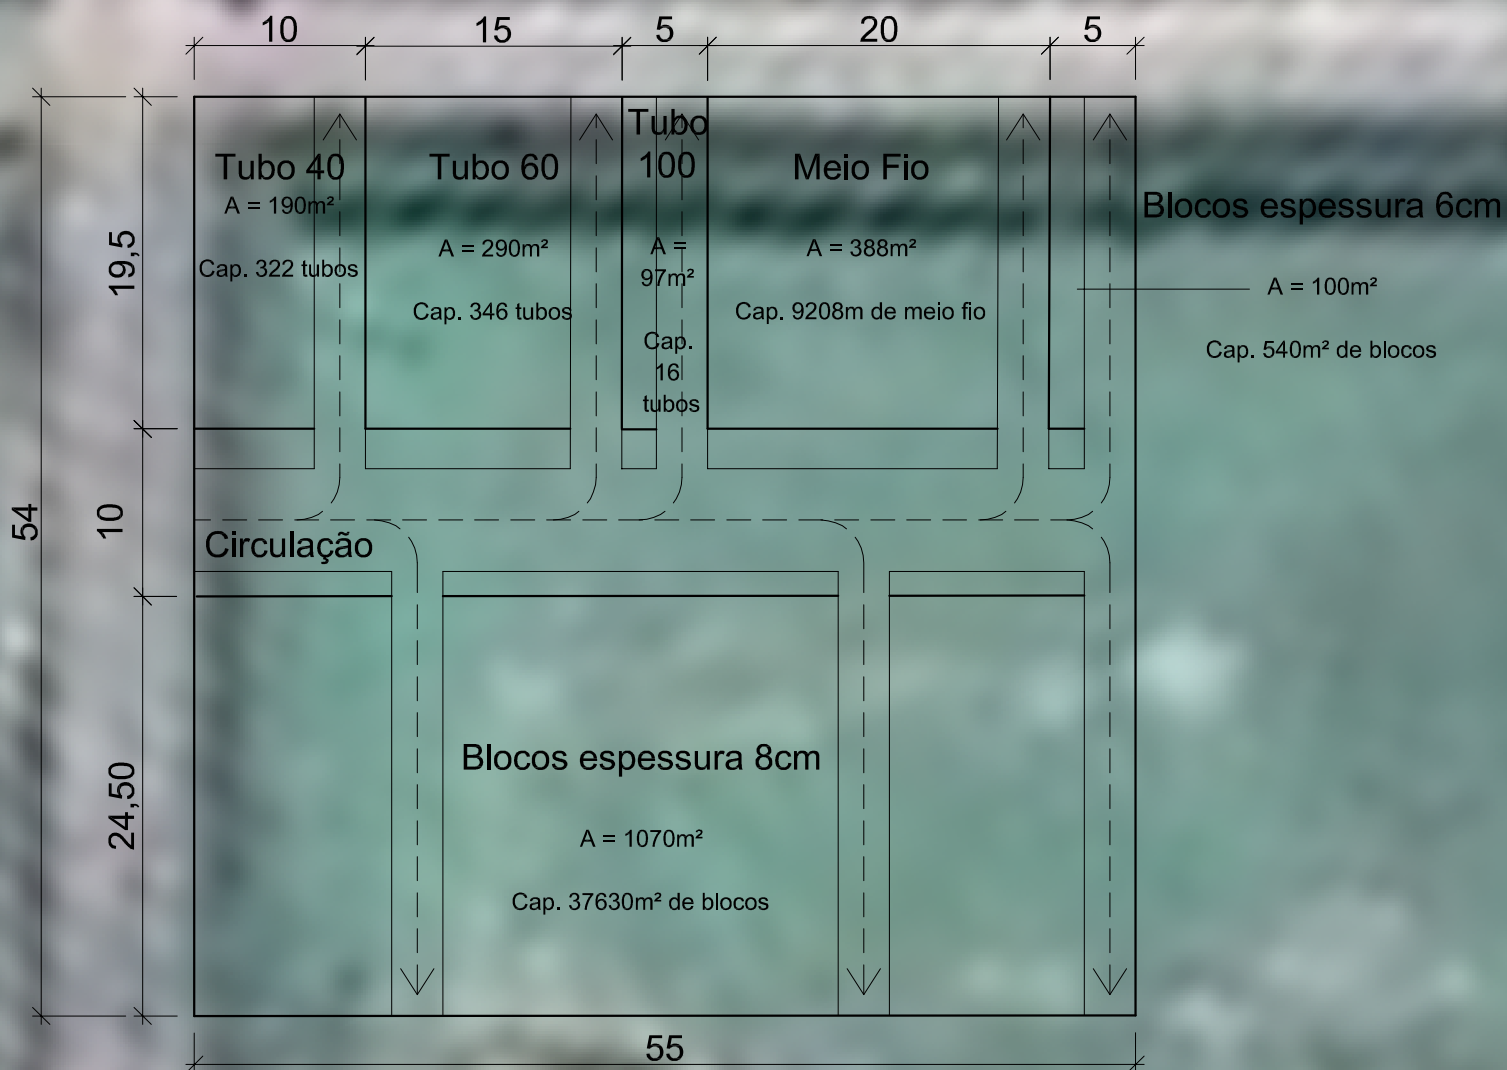 10
15
5
20
5
Tubo 40
A = 190m²
Cap. 322 tubos
Tubo 60
A = 290m²
Cap. 346 tubos
Tubo
100
A =
97m²
Cap.
16
tubos
Meio Fio
A = 388m²
Cap. 9208m de meio fio
Blocos espessura 6cm
A = 100m²
Cap. 540m² de blocos
19,5
54
10
Circulação
24,50
Blocos espessura 8cm
A = 1070m²
Cap. 37630m² de blocos
55